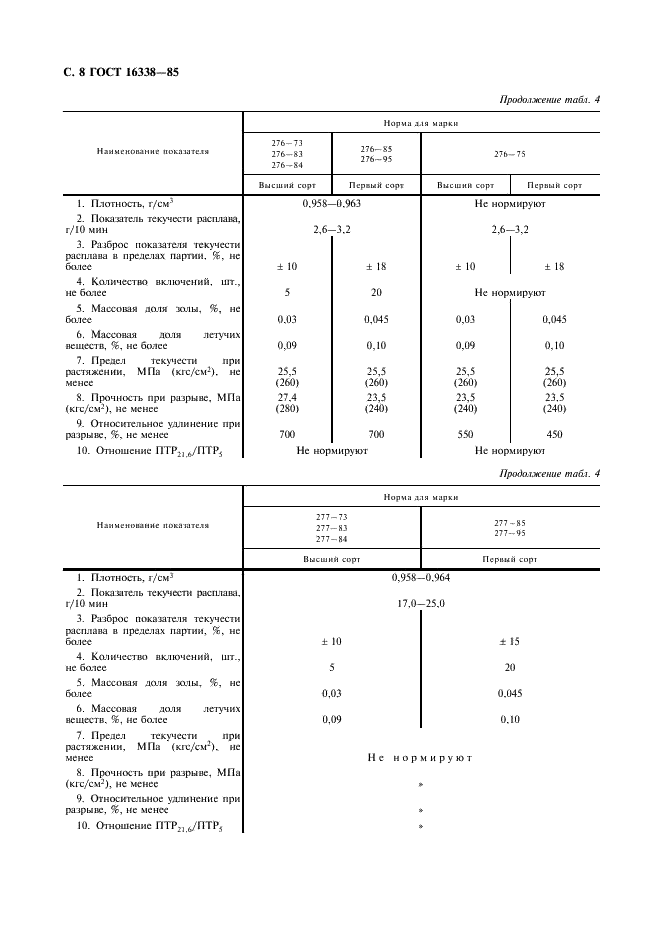 С. 8 ГОСТ 16338—85
Продолжение табл. 4
Наименование показателя
Норма для марки
276—73
276—83
276—84
276—85
276—95
276—75
Высший сорт Первый сорт Высший сорт Первый сорт
1. Плотность, г/см³ 0,958—0,963 Не нормируют
2. Показатель текучести расплава,
г/10 мин 2,6—3,2 2,6—3,2
3. Разброс показателя текучести
расплава в пределах партии, %, не
более ± 10 ± 18 ± 10 ± 18
4. Количество включений, шт.,
не более 5 20 Не нормируют
5. Массовая доля золы, %, не
более 0,03 0,045 0,03 0,045
6. Массовая доля летучих
веществ, %, не более 0,09 0,10 0,09 0,10
7. Предел текучести при
растяжении, МПа (кгс/см²), не 25,5 25,5 25,5 25,5
менее (260) (260) (260) (260)
8. Прочность при разрыве, МПа 27,4 23,5 23,5 23,5
(кгс/см²), не менее (280) (240) (240) (240)
9. Относительное удлинение при
разрыве, %, не менее 700 700 550 450
10. Отношение ПТР21,6/ПТР5 Не нормируют Не нормируют
Продолжение табл. 4
Наименование показателя
Норма для марки
277—73
277—83
277—84
277—85
277—95
Высший сорт Первый сорт
1. Плотность, г/см³ 0,958—0,964
2. Показатель текучести расплава,
г/10 мин 17,0—25,0
3. Разброс показателя текучести
расплава в пределах партии, %, не
более ± 10 ± 15
4. Количество включений, шт.,
не более 5 20
5. Массовая доля золы, %, не
более 0,03 0,045
6. Массовая доля летучих
веществ, %, не более 0,09 0,10
7. Предел текучести при
растяжении, МПа (кгс/см²), не
менее Не нормируют
8. Прочность при разрыве, МПа
(кгс/см²), не менее »
9. Относительное удлинение при
разрыве, %, не менее »
10. Отношение ПТР21,6/ПТР5 »